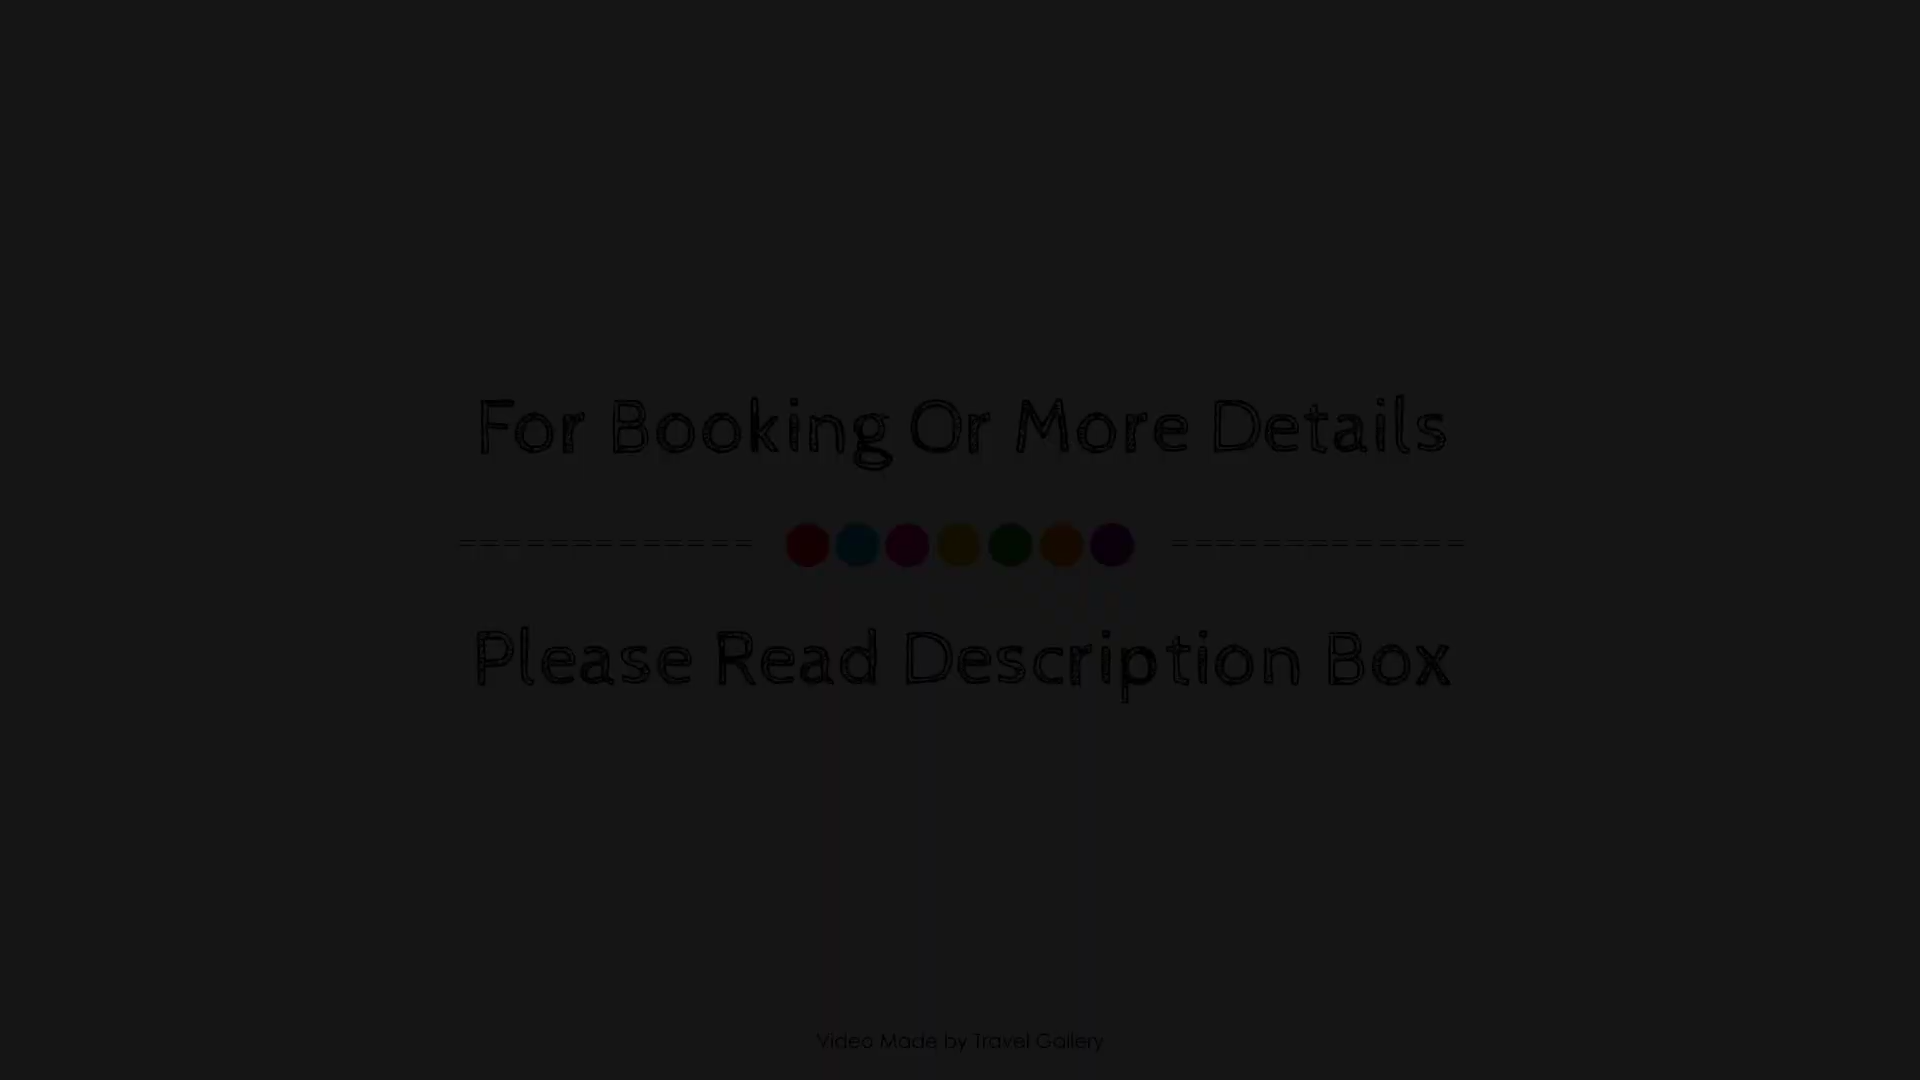 For Booking Or More Details
============= =============
Please Read Description Box
Video Made by Travel Gallery